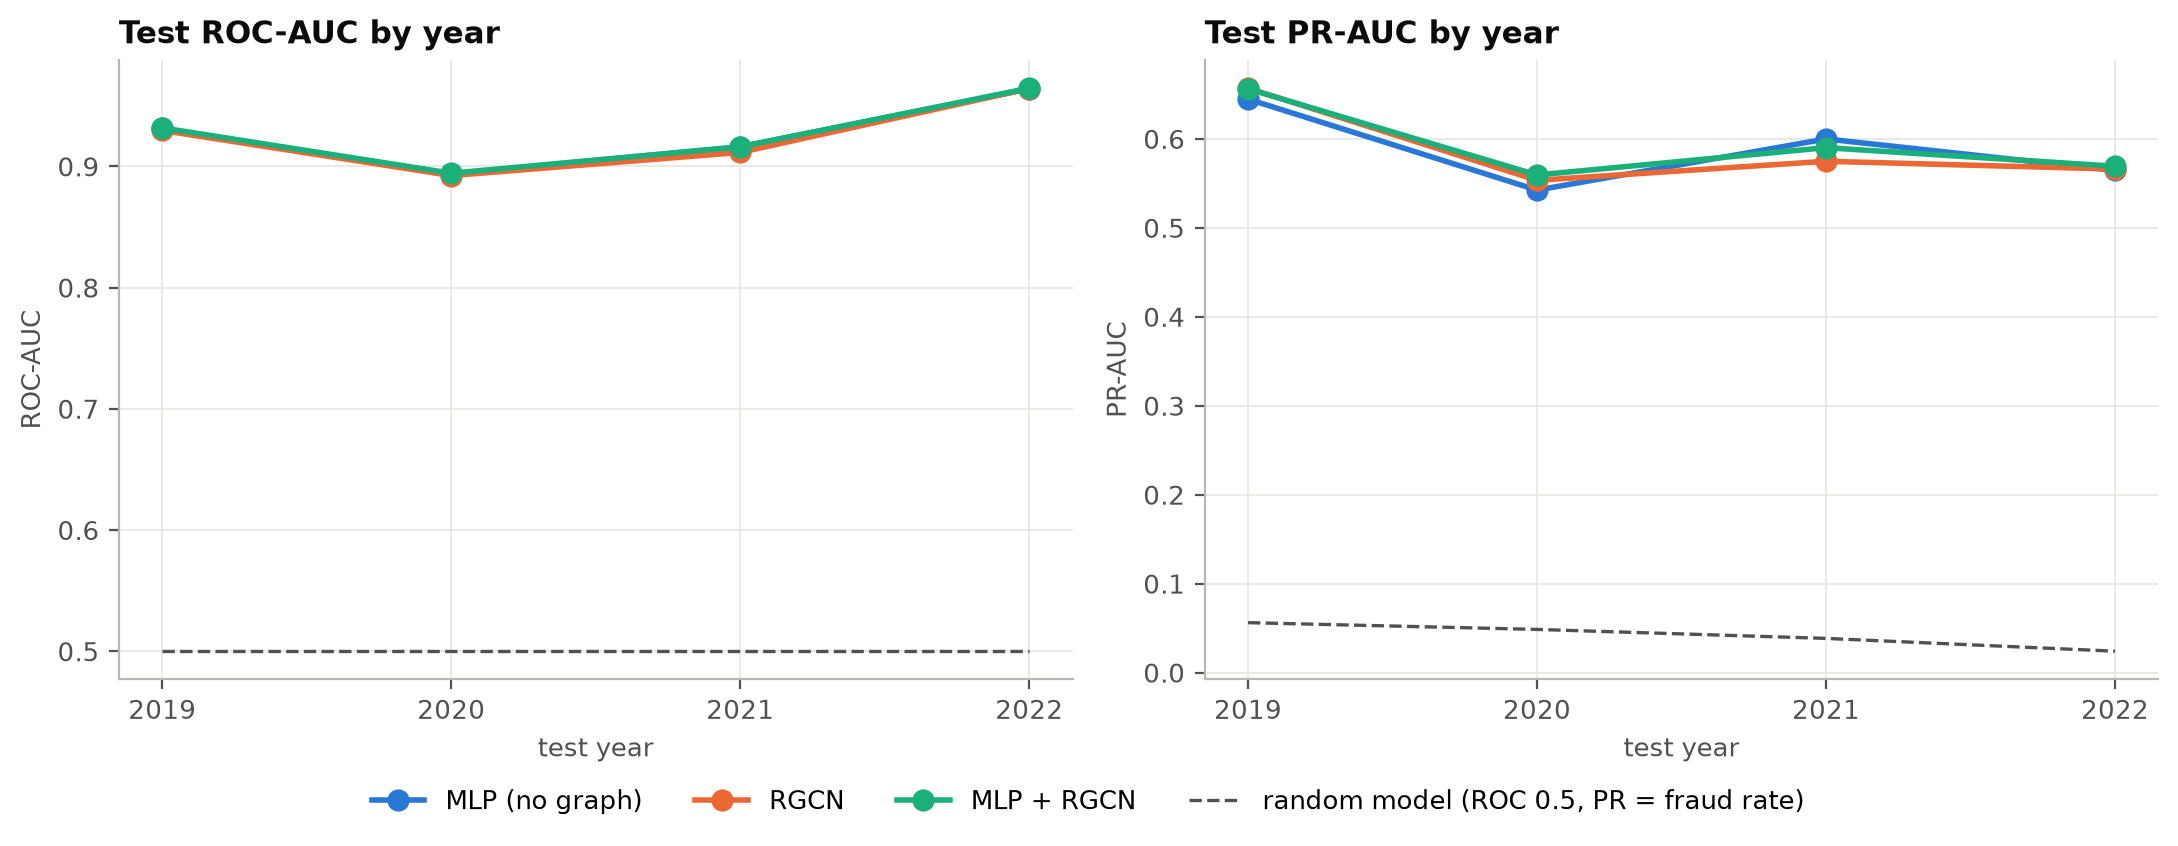 Test ROC-AUC by year
ROC-AUC
0.9
0.8
0.7
0.6
0.5
2019 2020 2021 2022
test year
Test PR-AUC by year
PR-AUC
0.6
0.5
0.4
0.3
0.2
0.1
0.0
2019 2020 2021 2022
test year
MLP (no graph) RGCN MLP + RGCN random model (ROC 0.5, PR = fraud rate)